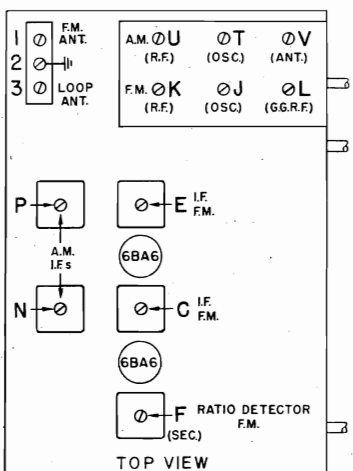 1 F.M. ANT.
2
3 LOOP ANT.
A.M. U T V
(R.F.) (OSC.) (ANT.)
F.M. K J L
(R.F.) (OSC.) (G.G.R.F.)
P E I.F. F.M.
A.M. I.F.s
6BA6
N C I.F. F.M.
6BA6
F RATIO DETECTOR F.M.
(SEC.)
TOP VIEW